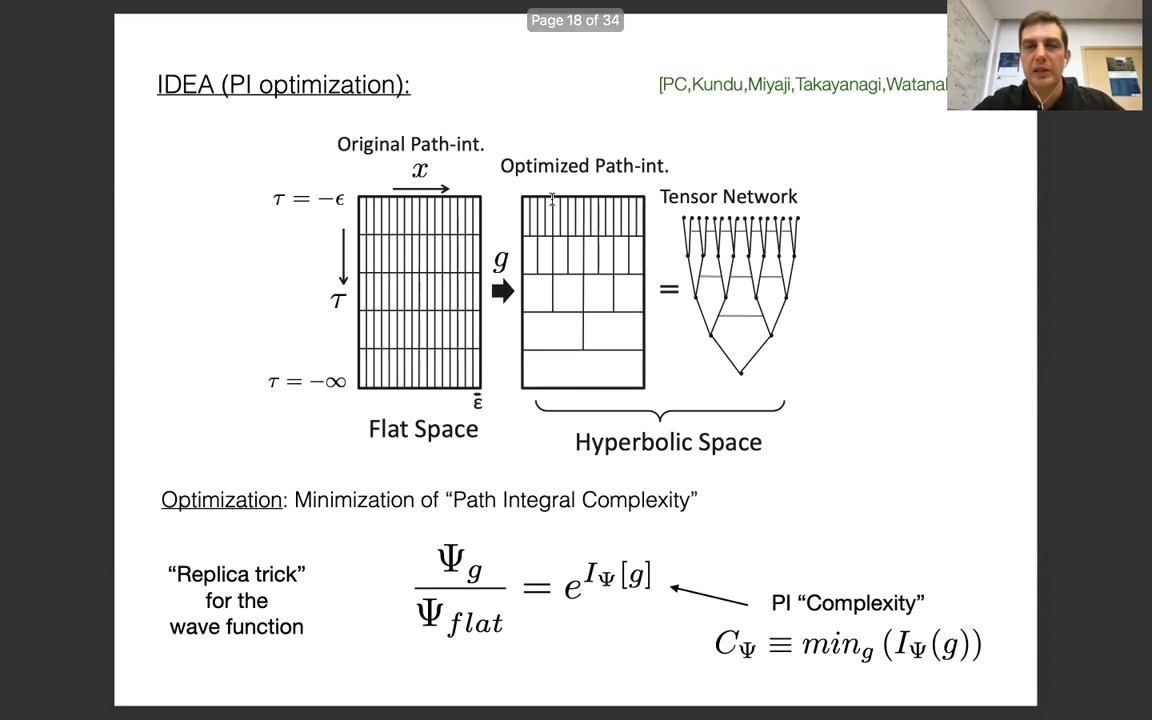 Page 18 of 34
IDEA (PI optimization):
[PC,Kundu,Miyaji,Takayanagi,Watana
Original Path-int.
x
Optimized Path-int.
Tensor Network
τ = −ϵ
g
τ
=
τ = −∞
ε
Flat Space
Hyperbolic Space
Optimization: Minimization of “Path Integral Complexity”
“Replica trick”
for the
wave function
Ψ_g / Ψ_flat = e^{I_Ψ[g]}
PI “Complexity”
C_Ψ ≡ min_g (I_Ψ(g))